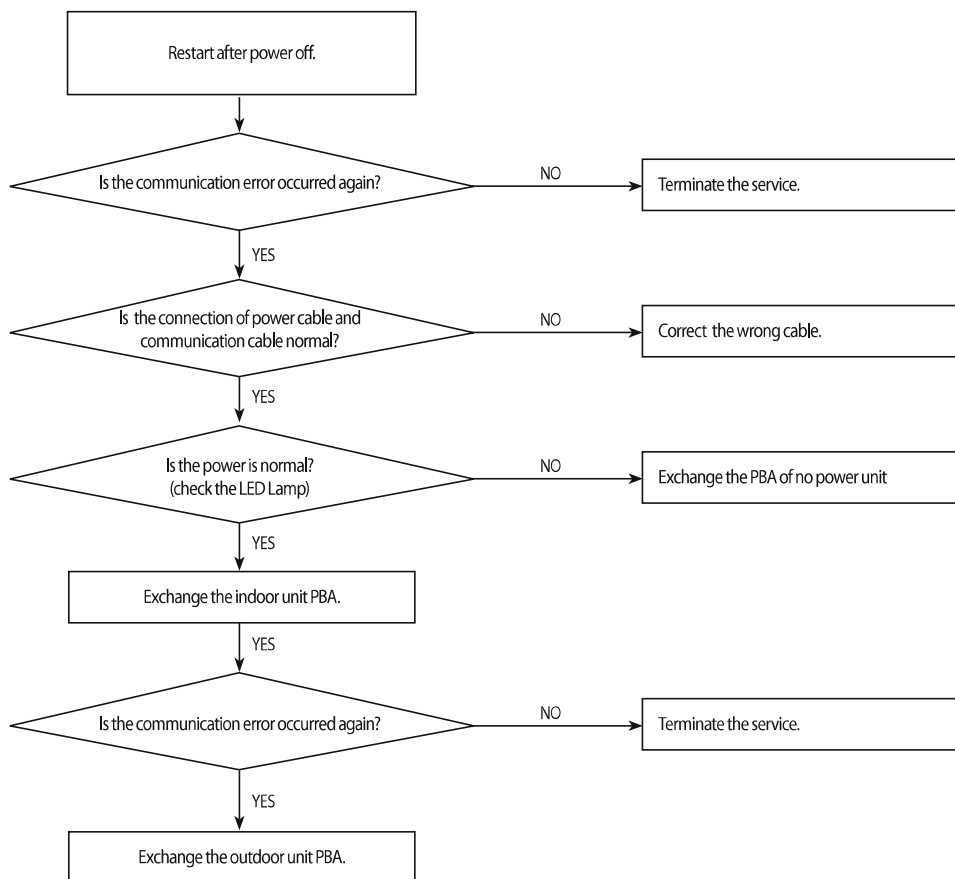 Restart after power off.
Is the communication error occurred again?
NO
Terminate the service.
YES
Is the connection of power cable and
communication cable normal?
NO
Correct the wrong cable.
YES
Is the power is normal?
(check the LED Lamp)
NO
Exchange the PBA of no power unit
YES
Exchange the indoor unit PBA.
YES
Is the communication error occurred again?
NO
Terminate the service.
YES
Exchange the outdoor unit PBA.